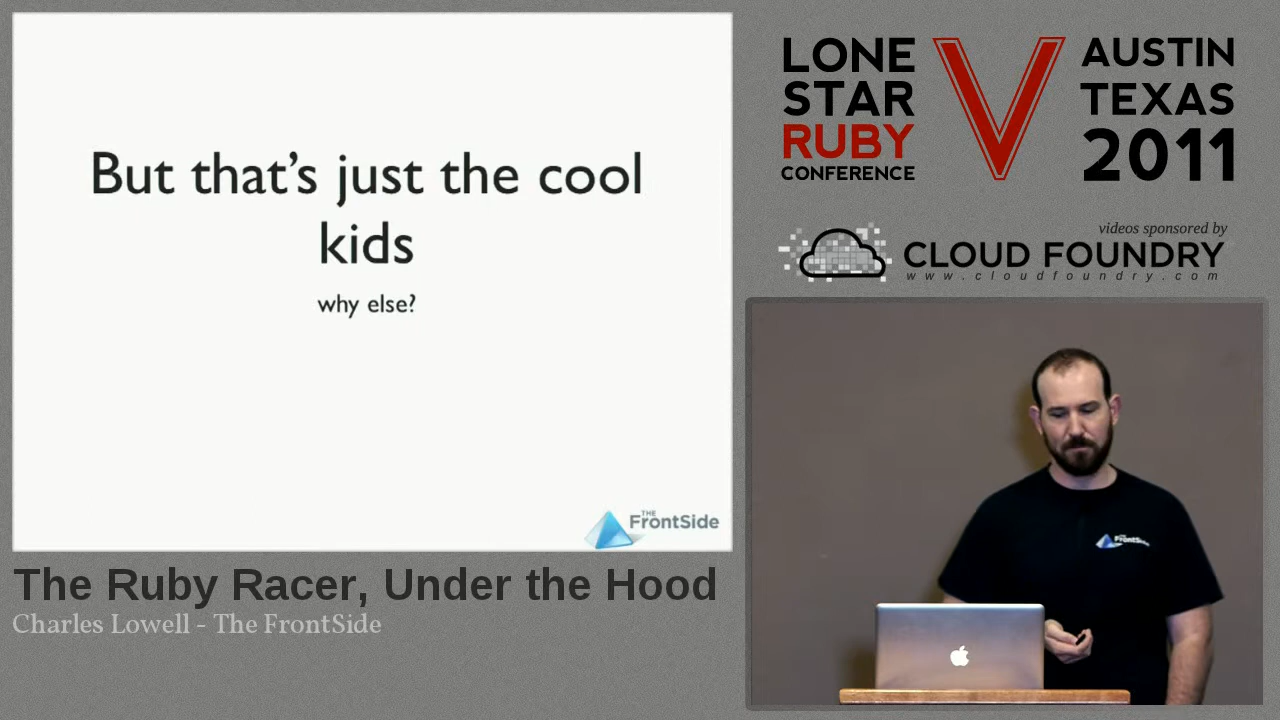 But that's just the cool
kids
why else?
THE
FrontSide
The Ruby Racer, Under the Hood
Charles Lowell - The FrontSide
LONE
STAR
RUBY
CONFERENCE
V
AUSTIN
TEXAS
2011
videos sponsored by
CLOUD FOUNDRY
www.cloudfoundry.com
FrontSide